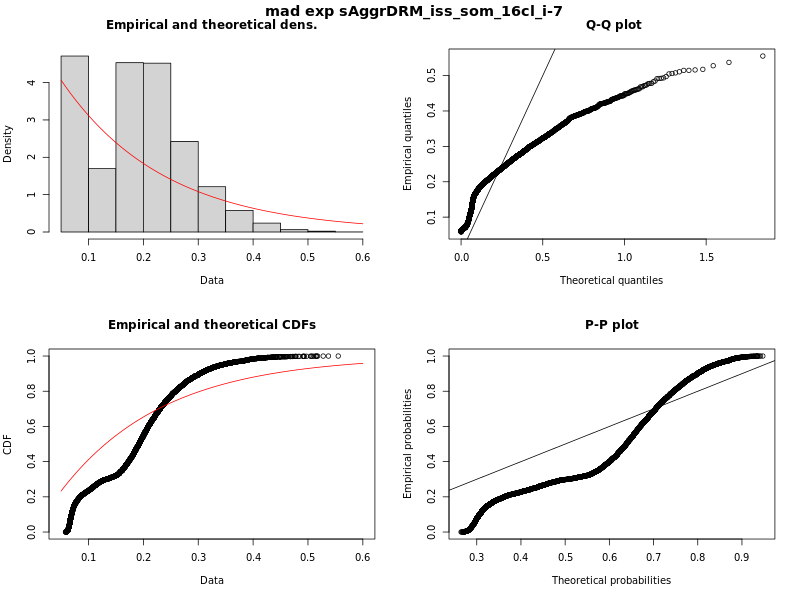 mad exp sAggrDRM_iss_som_16cl_i-7
Empirical and theoretical dens.
Density
0 1 2 3 4
0.1 0.2 0.3 0.4 0.5 0.6
Data
Q-Q plot
Empirical quantiles
0.1 0.2 0.3 0.4 0.5
0.0 0.5 1.0 1.5
Theoretical quantiles
Empirical and theoretical CDFs
CDF
0.0 0.2 0.4 0.6 0.8 1.0
0.1 0.2 0.3 0.4 0.5 0.6
Data
P-P plot
Empirical probabilities
0.0 0.2 0.4 0.6 0.8 1.0
0.3 0.4 0.5 0.6 0.7 0.8 0.9
Theoretical probabilities